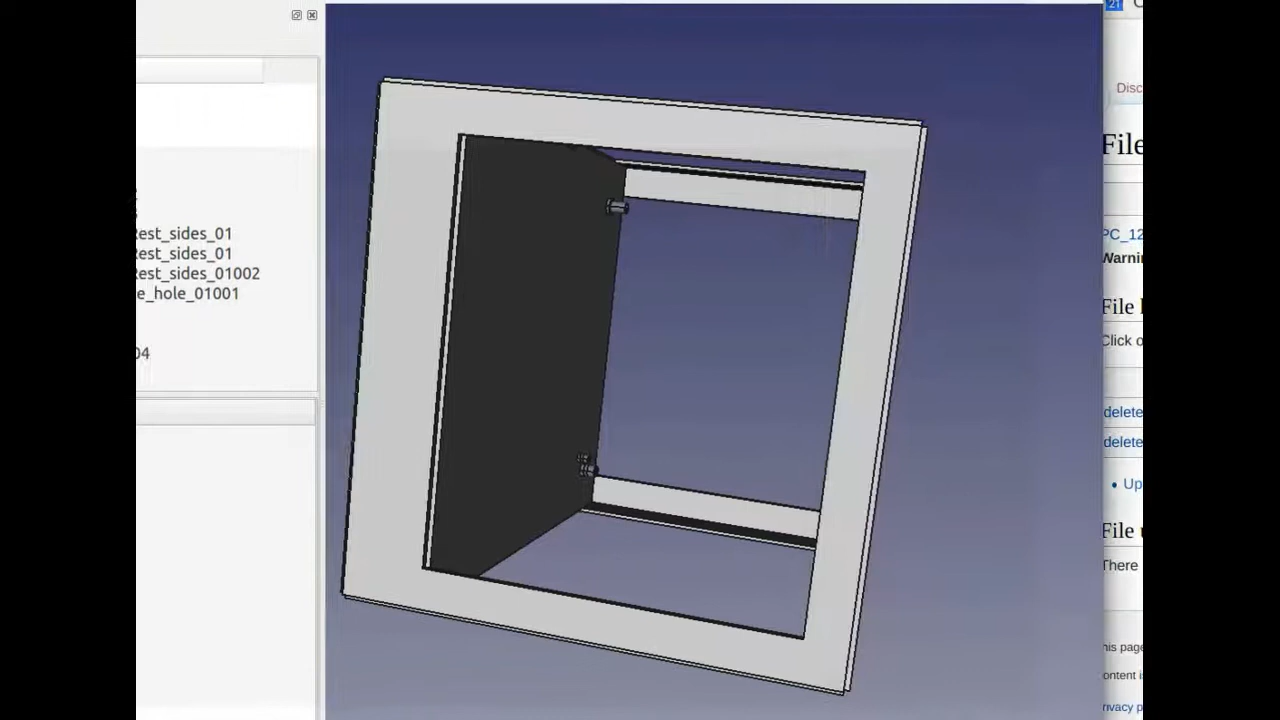 Rest_sides_01
Rest_sides_01
Rest_sides_01002
e_hole_01001
04
21
Disc
File
PC_12
Warnin
File
Click o
delete
delete
• Up
File
There
his page
ontent i
rivacy p